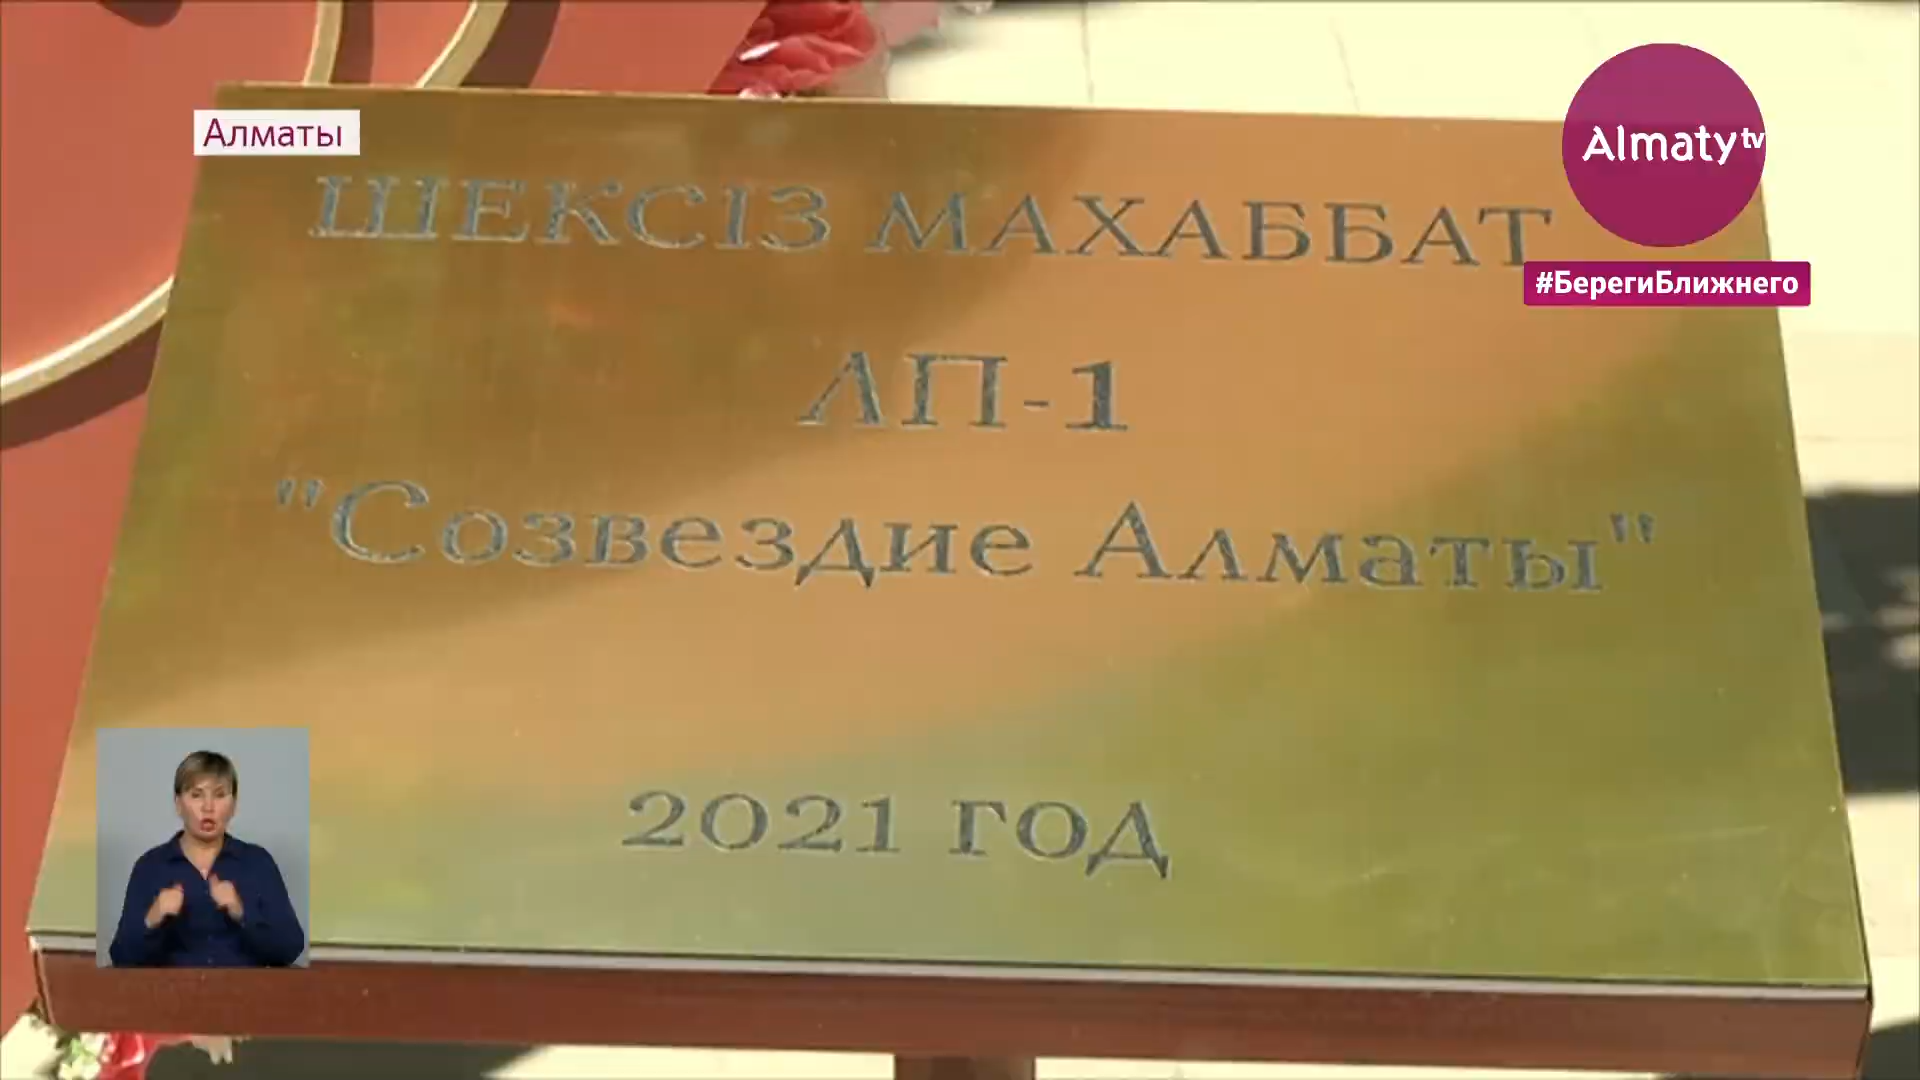 Алматы
Almaty tv
#БерегиБлижнего
ШЕКСІЗ МАХАББАТ
ЛП-1
"Созвездие Алматы"
2021 ГОД